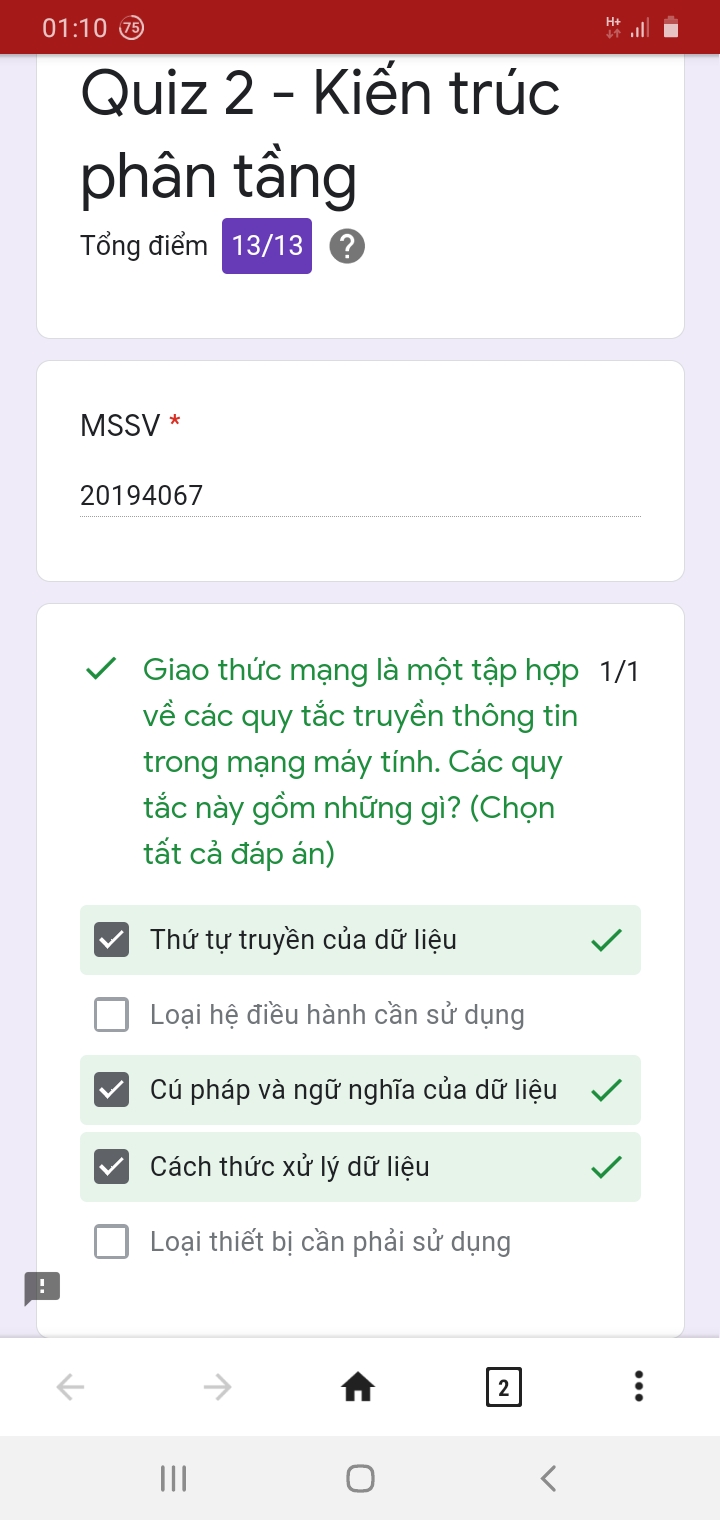 01:10 75 H+
Quiz 2 - Kiến trúc
phân tầng
Tổng điểm 13/13 ?
MSSV *
20194067
Giao thức mạng là một tập hợp 1/1
về các quy tắc truyền thông tin
trong mạng máy tính. Các quy
tắc này gồm những gì? (Chọn
tất cả đáp án)
Thứ tự truyền của dữ liệu
Loại hệ điều hành cần sử dụng
Cú pháp và ngữ nghĩa của dữ liệu
Cách thức xử lý dữ liệu
Loại thiết bị cần phải sử dụng
!
2